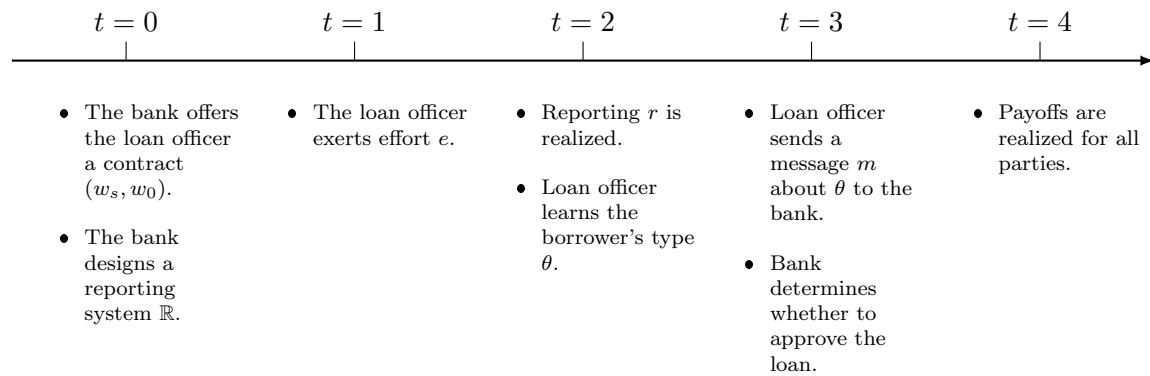 t = 0
t = 1
t = 2
t = 3
t = 4
• The bank offers
the loan officer
a contract
(w_s, w_0).
• The bank
designs a
reporting
system ℝ.
• The loan officer
exerts effort e.
• Reporting r is
realized.
• Loan officer
learns the
borrower's type
θ.
• Loan officer
sends a
message m
about θ to the
bank.
• Bank
determines
whether to
approve the
loan.
• Payoffs are
realized for all
parties.